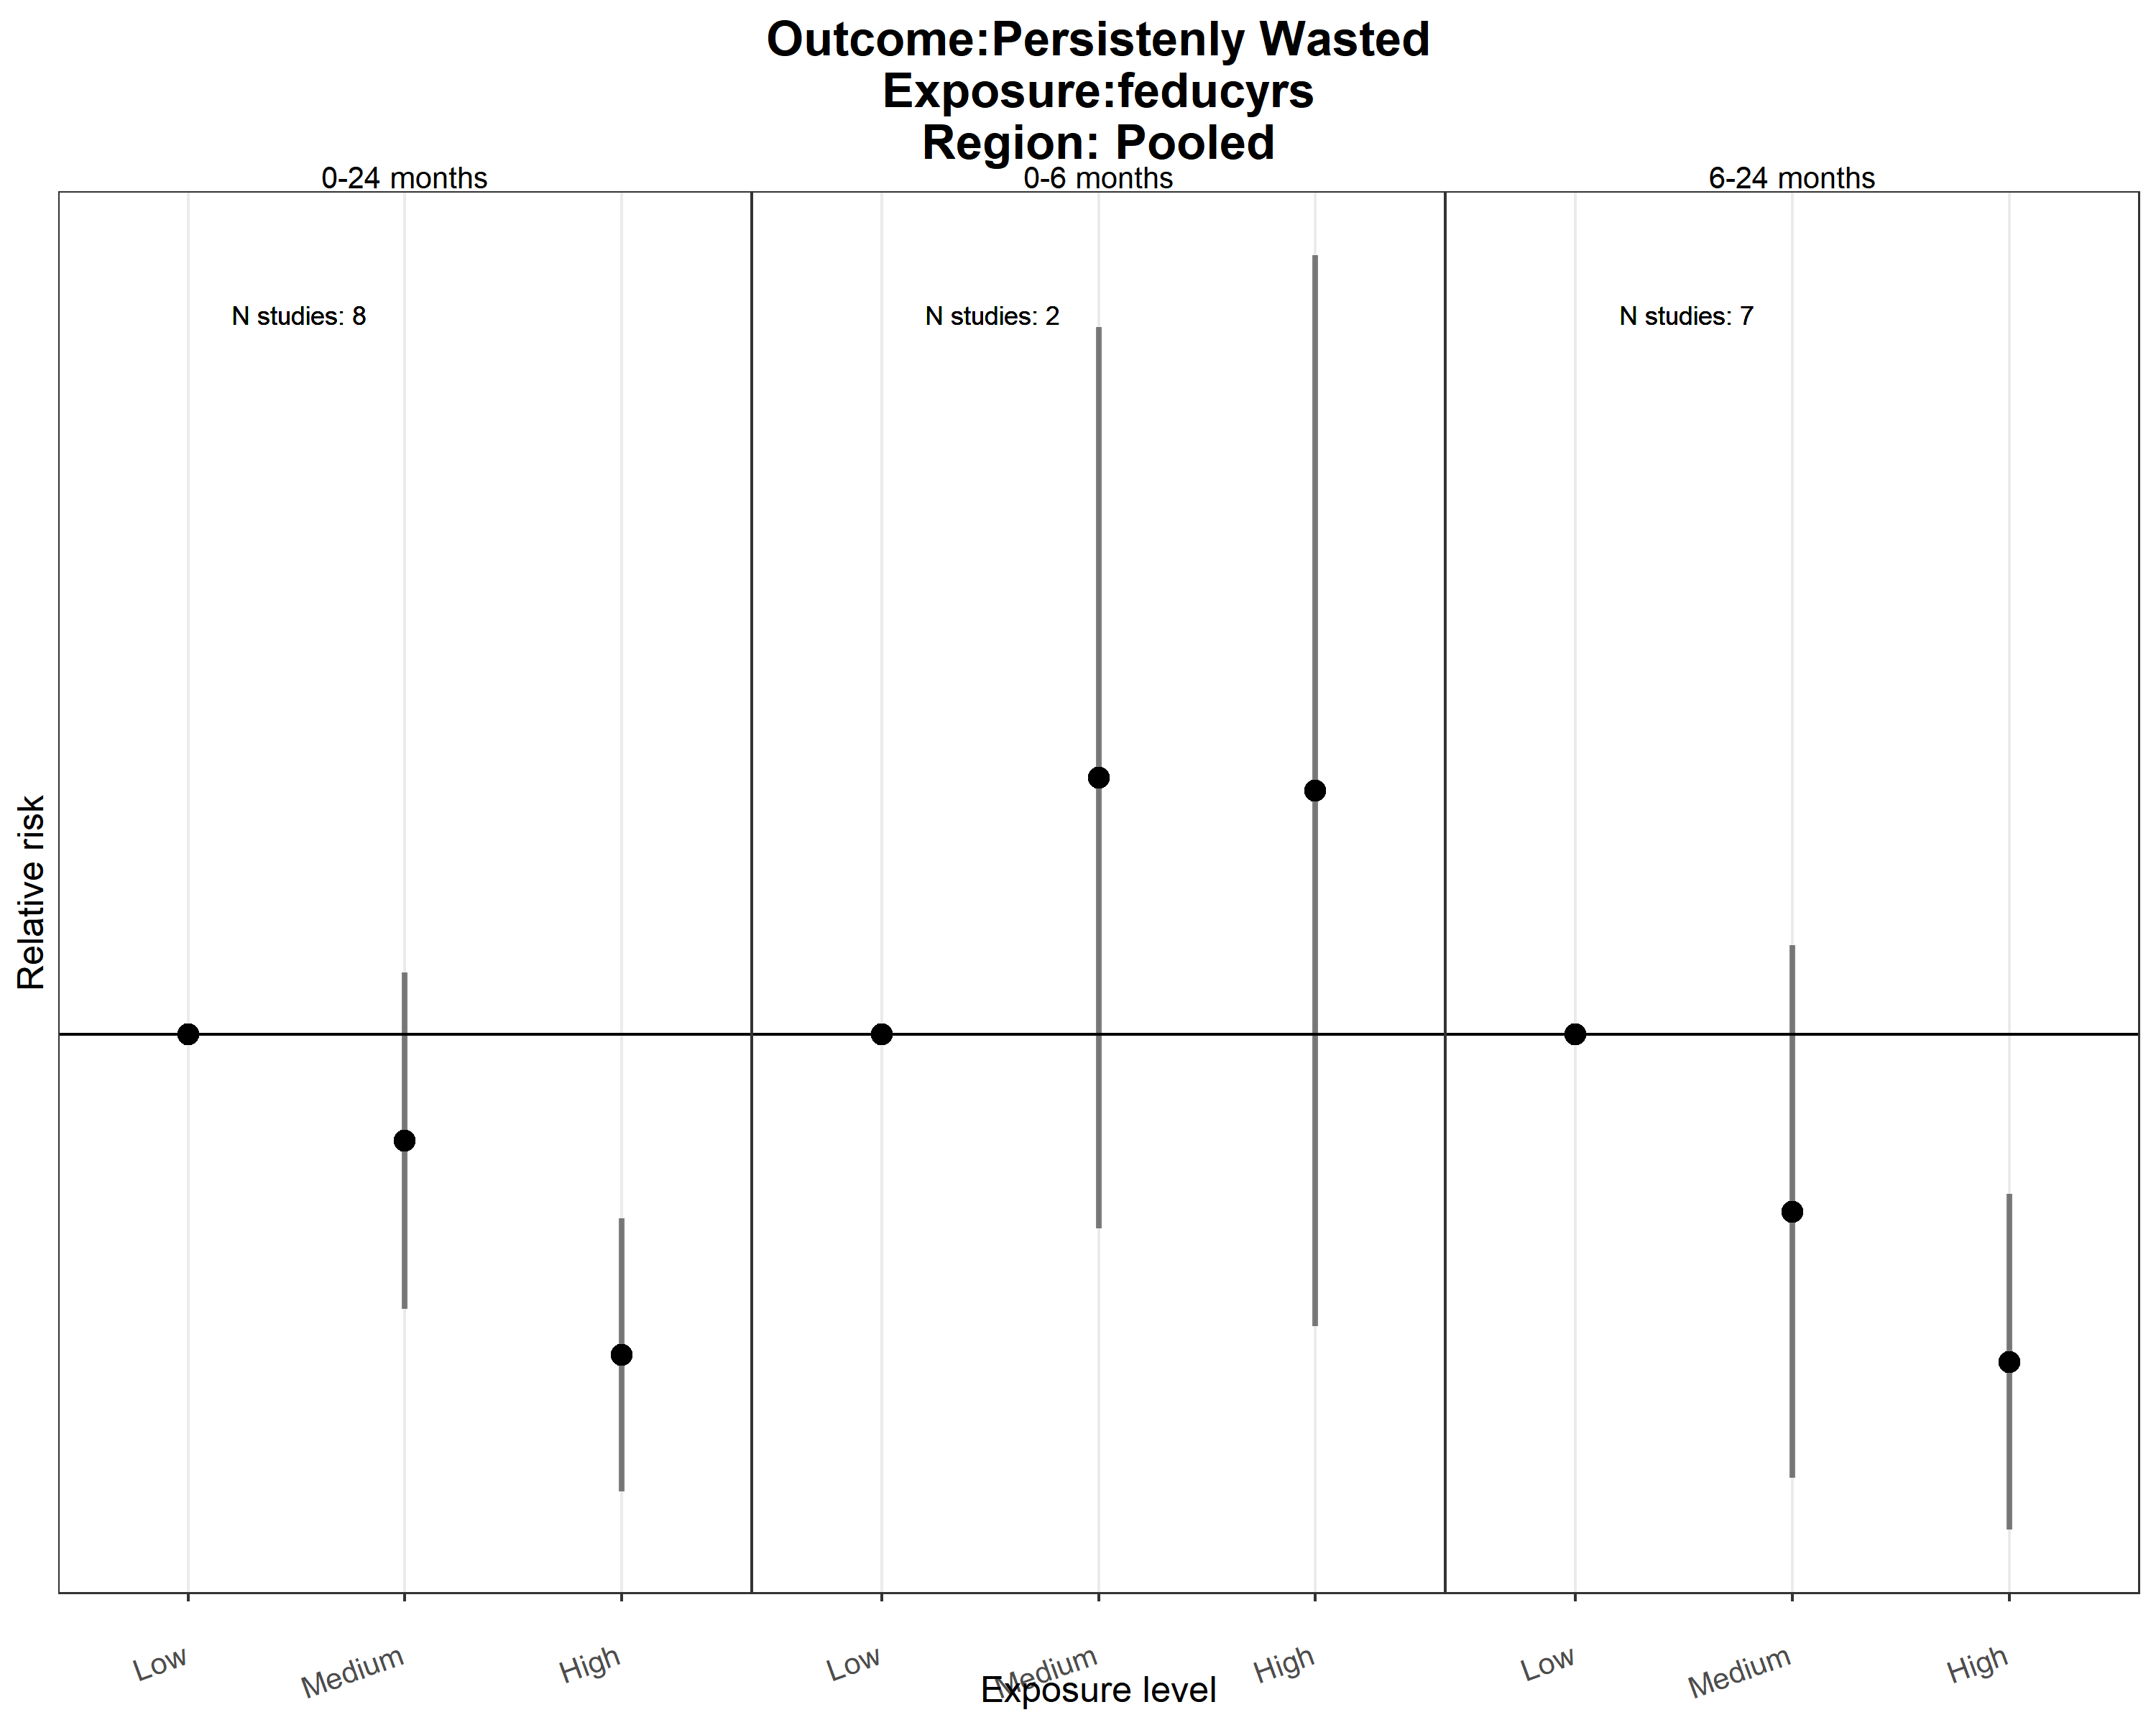 Outcome:Persistenly Wasted
Exposure:feducyrs
Region: Pooled
0-24 months
0-6 months
6-24 months
N studies: 8
N studies: 2
N studies: 7
Relative risk
Low
Medium
High
Low
Medium
High
Low
Medium
High
Exposure level